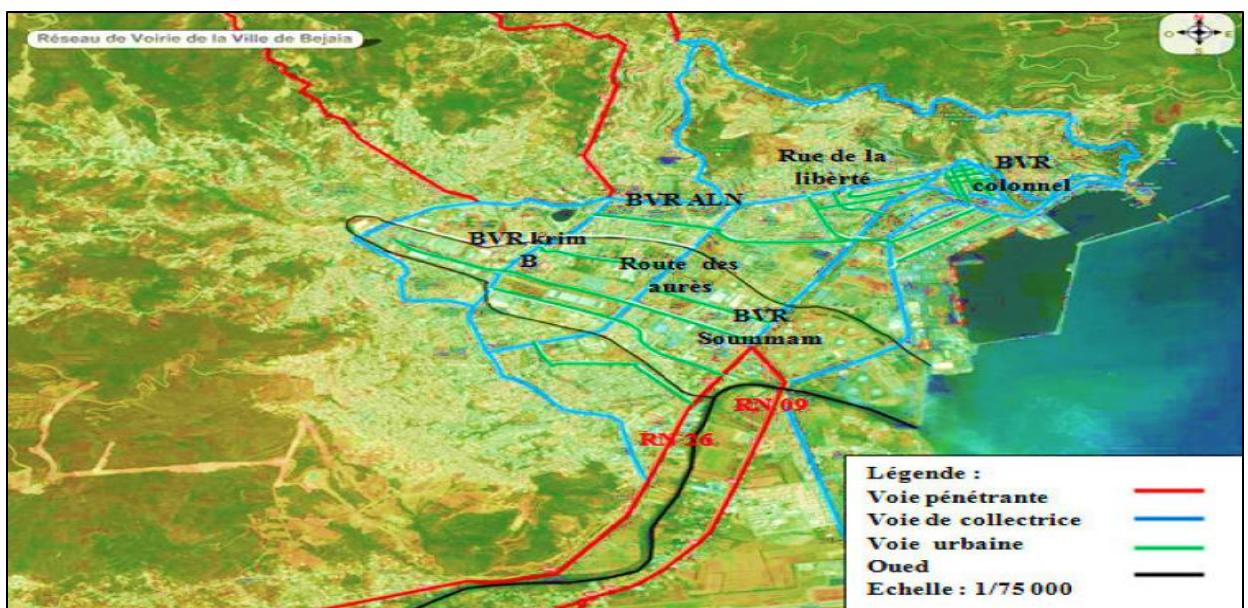 Réseau de Voirie de la Ville de Bejaia
N
O E
S
Rue de la
libèrté
BVR
colonnel
BVR ALN
BVR krim
B
Route des
aurès
BVR
Soummam
RN 09
RN 26
Légende :
Voie pénétrante
Voie de collectrice
Voie urbaine
Oued
Echelle : 1/75 000